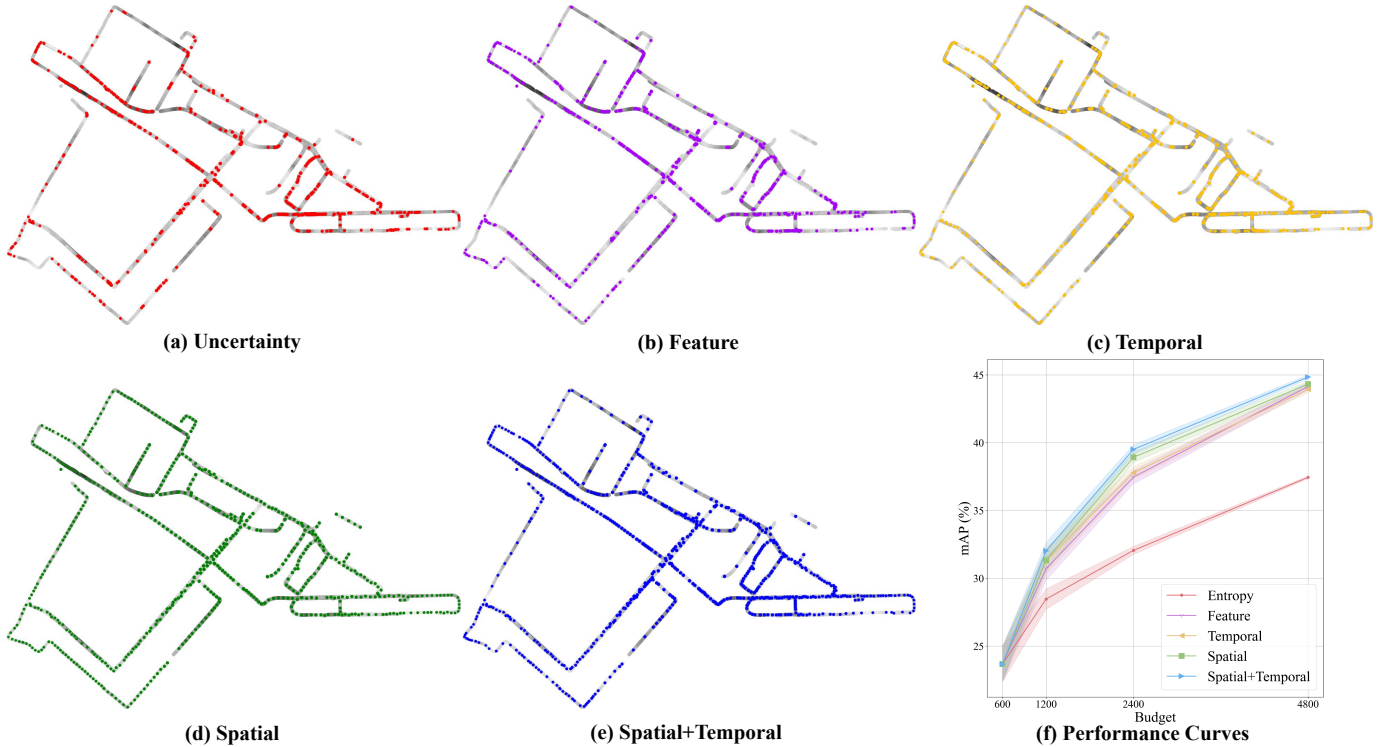 (a) Uncertainty
(b) Feature
(c) Temporal
45
40
35
30
25
mAP (%)
Entropy
Feature
Temporal
Spatial
Spatial+Temporal
600
1200
2400
4800
Budget
(d) Spatial
(e) Spatial+Temporal
(f) Performance Curves